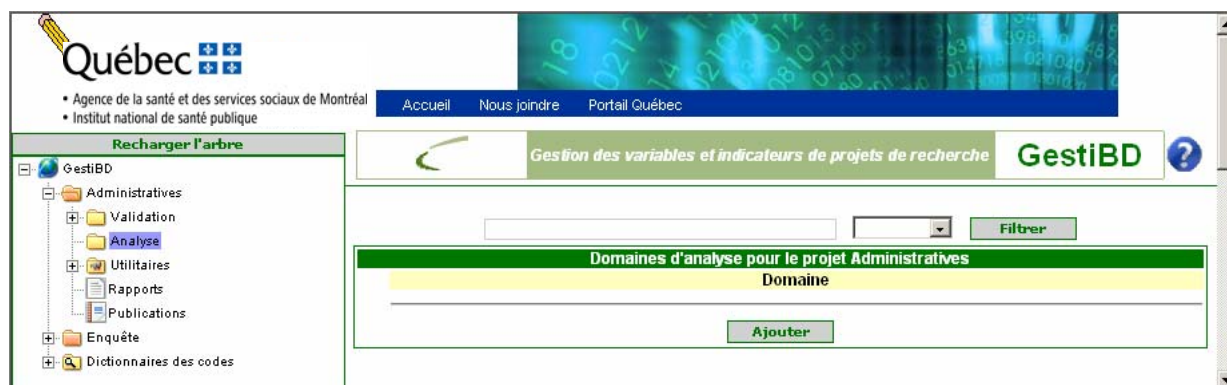 Québec
• Agence de la santé et des services sociaux de Montréal
• Institut national de santé publique
Accueil Nous joindre Portail Québec
Recharger l'arbre
GestiBD
Administratives
Validation
Analyse
Utilitaires
Rapports
Publications
Enquête
Dictionnaires des codes
Gestion des variables et indicateurs de projets de recherche
GestiBD
?
Filtrer
Domaines d'analyse pour le projet Administratives
Domaine
Ajouter